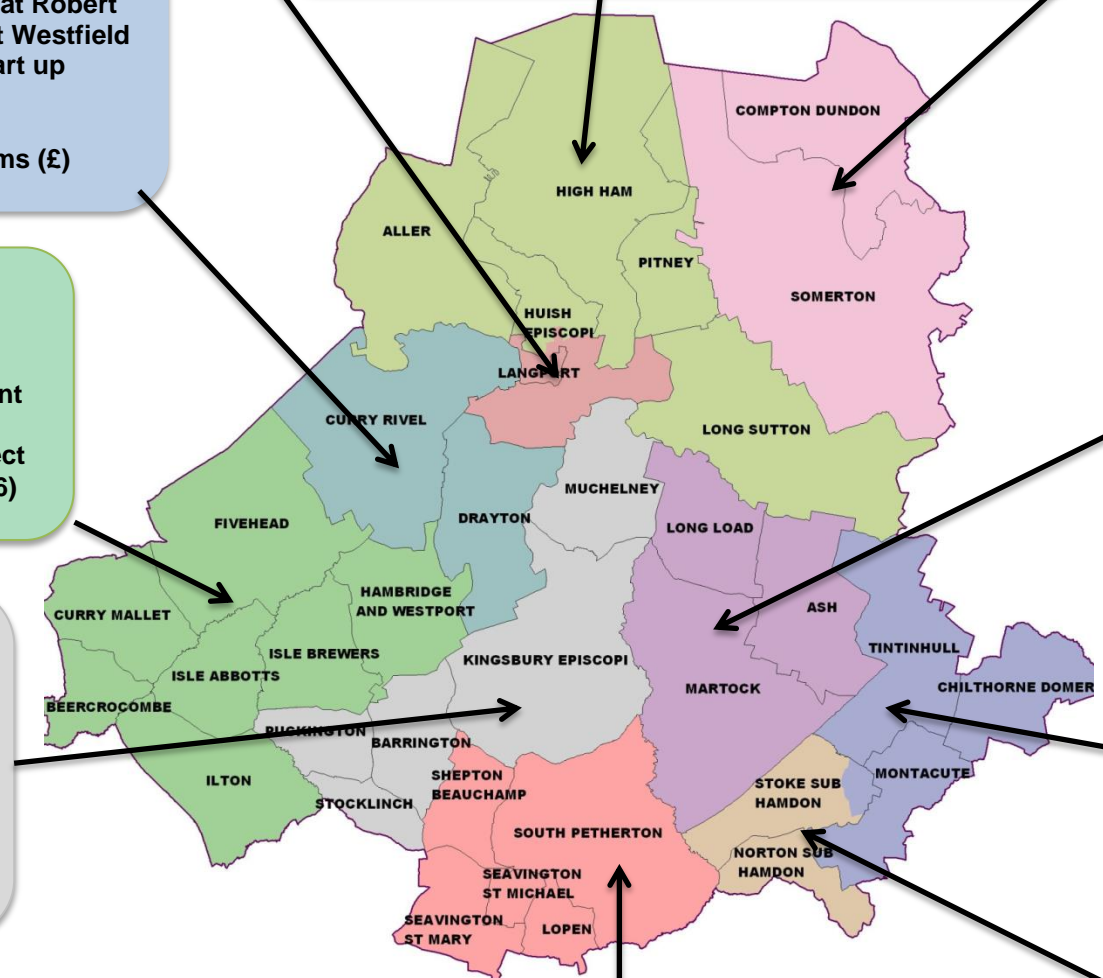 at Robert
t Westfield
art up
ms (£)
nt
ect
6)
COMPTON DUNDON
HIGH HAM
ALLER
PITNEY
SOMERTON
HUISH
EPISCOPI
LANGPORT
CURRY RIVEL
LONG SUTTON
MUCHELNEY
FIVEHEAD
DRAYTON
LONG LOAD
HAMBRIDGE
AND WESTPORT
CURRY MALLET
ASH
ISLE BREWERS
TINTINHULL
KINGSBURY EPISCOPI
ISLE ABBOTTS
MARTOCK
CHILTHORNE DOMER
BEERCROCOMBE
PUCKINGTON
BARRINGTON
ILTON
SHEPTON
BEAUCHAMP
MONTACUTE
STOKE SUB
HAMDON
STOCKLINCH
SOUTH PETHERTON
NORTON SUB
HAMDON
SEAVINGTON
ST MICHAEL
SEAVINGTON
ST MARY
LOPEN